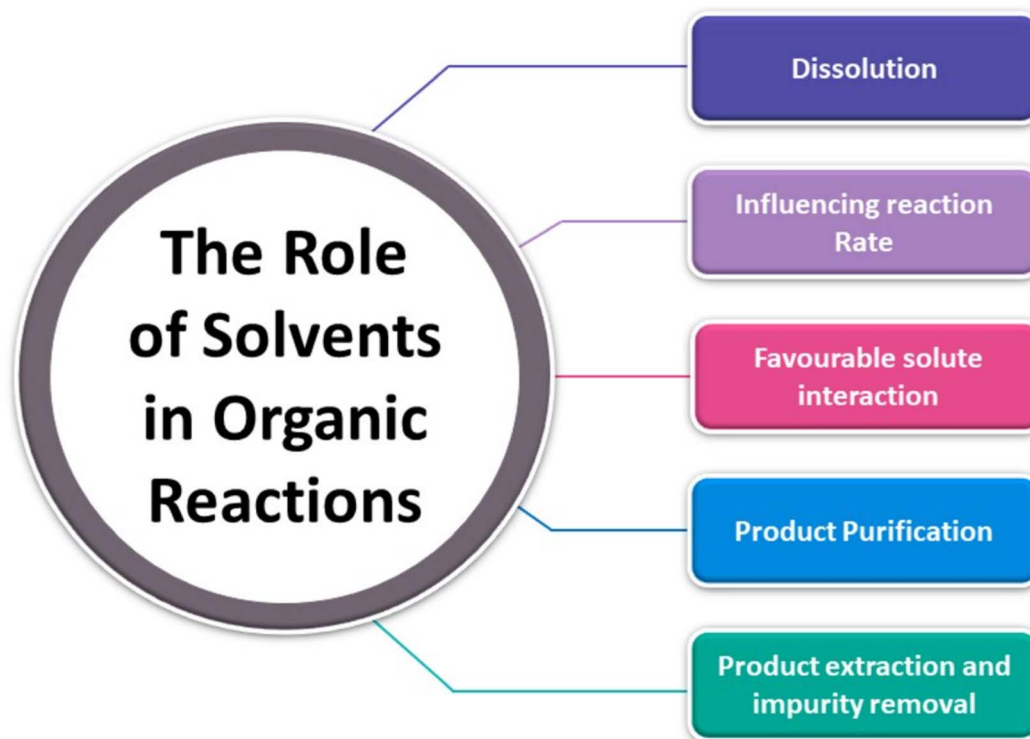 The Role
of Solvents
in Organic
Reactions
Dissolution
Influencing reaction
Rate
Favourable solute
interaction
Product Purification
Product extraction and
impurity removal